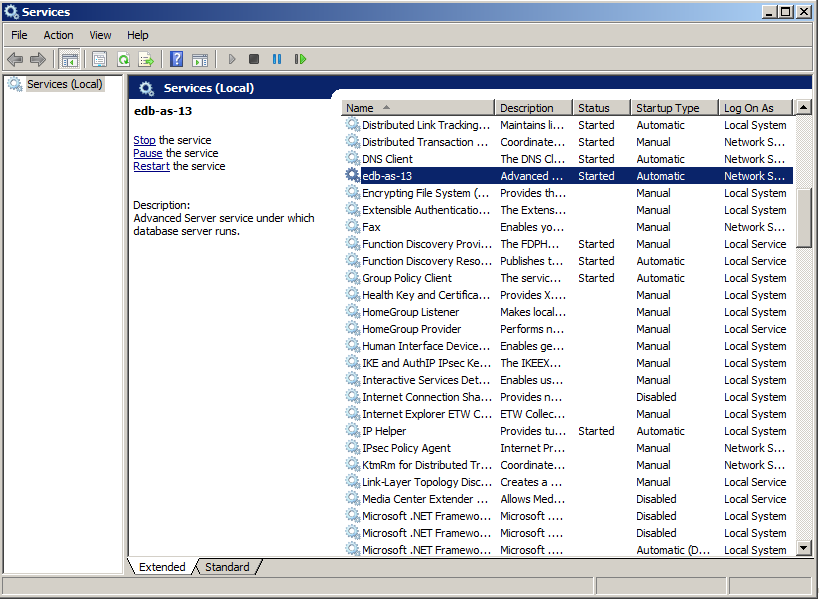 Services
File Action View Help
Services (Local)
Services (Local)
edb-as-13
Stop the service
Pause the service
Restart the service
Description:
Advanced Server service under which
database server runs.
Name Description Status Startup Type Log On As
Distributed Link Tracking... Maintains li... Started Automatic Local System
Distributed Transaction ... Coordinate... Started Manual Network S...
DNS Client The DNS Cl... Started Automatic Network S...
edb-as-13 Advanced ... Started Automatic Network S...
Encrypting File System (... Provides th... Manual Local System
Extensible Authenticatio... The Extens... Manual Local System
Fax Enables yo... Manual Network S...
Function Discovery Provi... The FDPH... Started Manual Local Service
Function Discovery Reso... Publishes t... Started Automatic Local Service
Group Policy Client The servic... Started Automatic Local System
Health Key and Certifica... Provides X.... Manual Local System
HomeGroup Listener Makes local... Manual Local System
HomeGroup Provider Performs n... Manual Local Service
Human Interface Device... Enables ge... Manual Local System
IKE and AuthIP IPsec Ke... The IKEEX... Manual Local System
Interactive Services Det... Enables us... Manual Local System
Internet Connection Sha... Provides n... Disabled Local System
Internet Explorer ETW C... ETW Collec... Manual Local System
IP Helper Provides tu... Started Automatic Local System
IPsec Policy Agent Internet Pr... Manual Network S...
KtmRm for Distributed Tr... Coordinate... Manual Network S...
Link-Layer Topology Disc... Creates a ... Manual Local Service
Media Center Extender ... Allows Med... Disabled Local Service
Microsoft .NET Framewo... Microsoft .... Disabled Local System
Microsoft .NET Framewo... Microsoft .... Disabled Local System
Microsoft .NET Framewo... Microsoft .... Automatic (D... Local System
Extended Standard